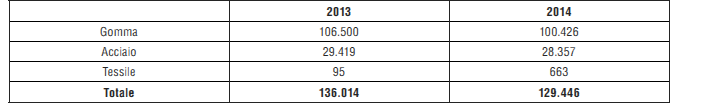 2013 2014
Gomma 106.500 100.426
Acciaio 29.419 28.357
Tessile 95 663
Totale 136.014 129.446